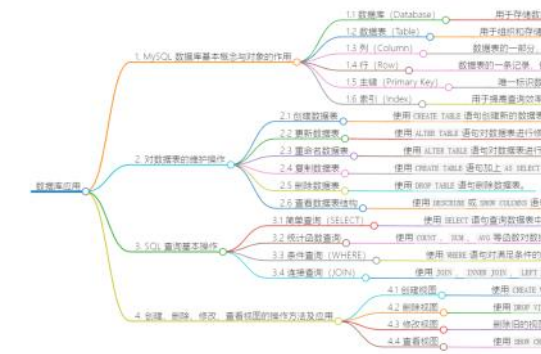 数据库应用
1. MySQL 数据库基本概念与对象的作用
1.1 数据库 (Database)
用于存储数
1.2 数据表 (Table)
用于组织和存储
1.3 列 (Column)
数据表的一部分,
1.4 行 (Row)
数据表的一条记录,
1.5 主键 (Primary Key)
唯一标识数
1.6 索引 (Index)
用于提高查询效率
2. 对数据表的维护操作
2.1 创建数据表
使用 CREATE TABLE 语句创建新的数据表
2.2 更新数据表
使用 ALTER TABLE 语句对数据表进行修
2.3 重命名数据表
使用 ALTER TABLE 语句对数据表进行
2.4 复制数据表
使用 CREATE TABLE 语句加上 AS SELECT
2.5 删除数据表
使用 DROP TABLE 语句删除数据表。
2.6 查看数据表结构
使用 DESCRIBE 或 SHOW COLUMNS 语
3. SQL 查询基本操作
3.1 简单查询 (SELECT)
使用 SELECT 语句查询数据表中
3.2 统计函数查询
使用 COUNT 、 SUM 、 AVG 等函数对数据
3.3 条件查询 (WHERE)
使用 WHERE 语句对满足条件的
3.4 连接查询 (JOIN)
使用 JOIN 、 INNER JOIN 、 LEFT
4. 创建、删除、修改、查看视图的操作方法及应用
4.1 创建视图
使用 CREATE
4.2 删除视图
使用 DROP VI
4.3 修改视图
删除旧的视图
4.4 查看视图
使用 SHOW CR